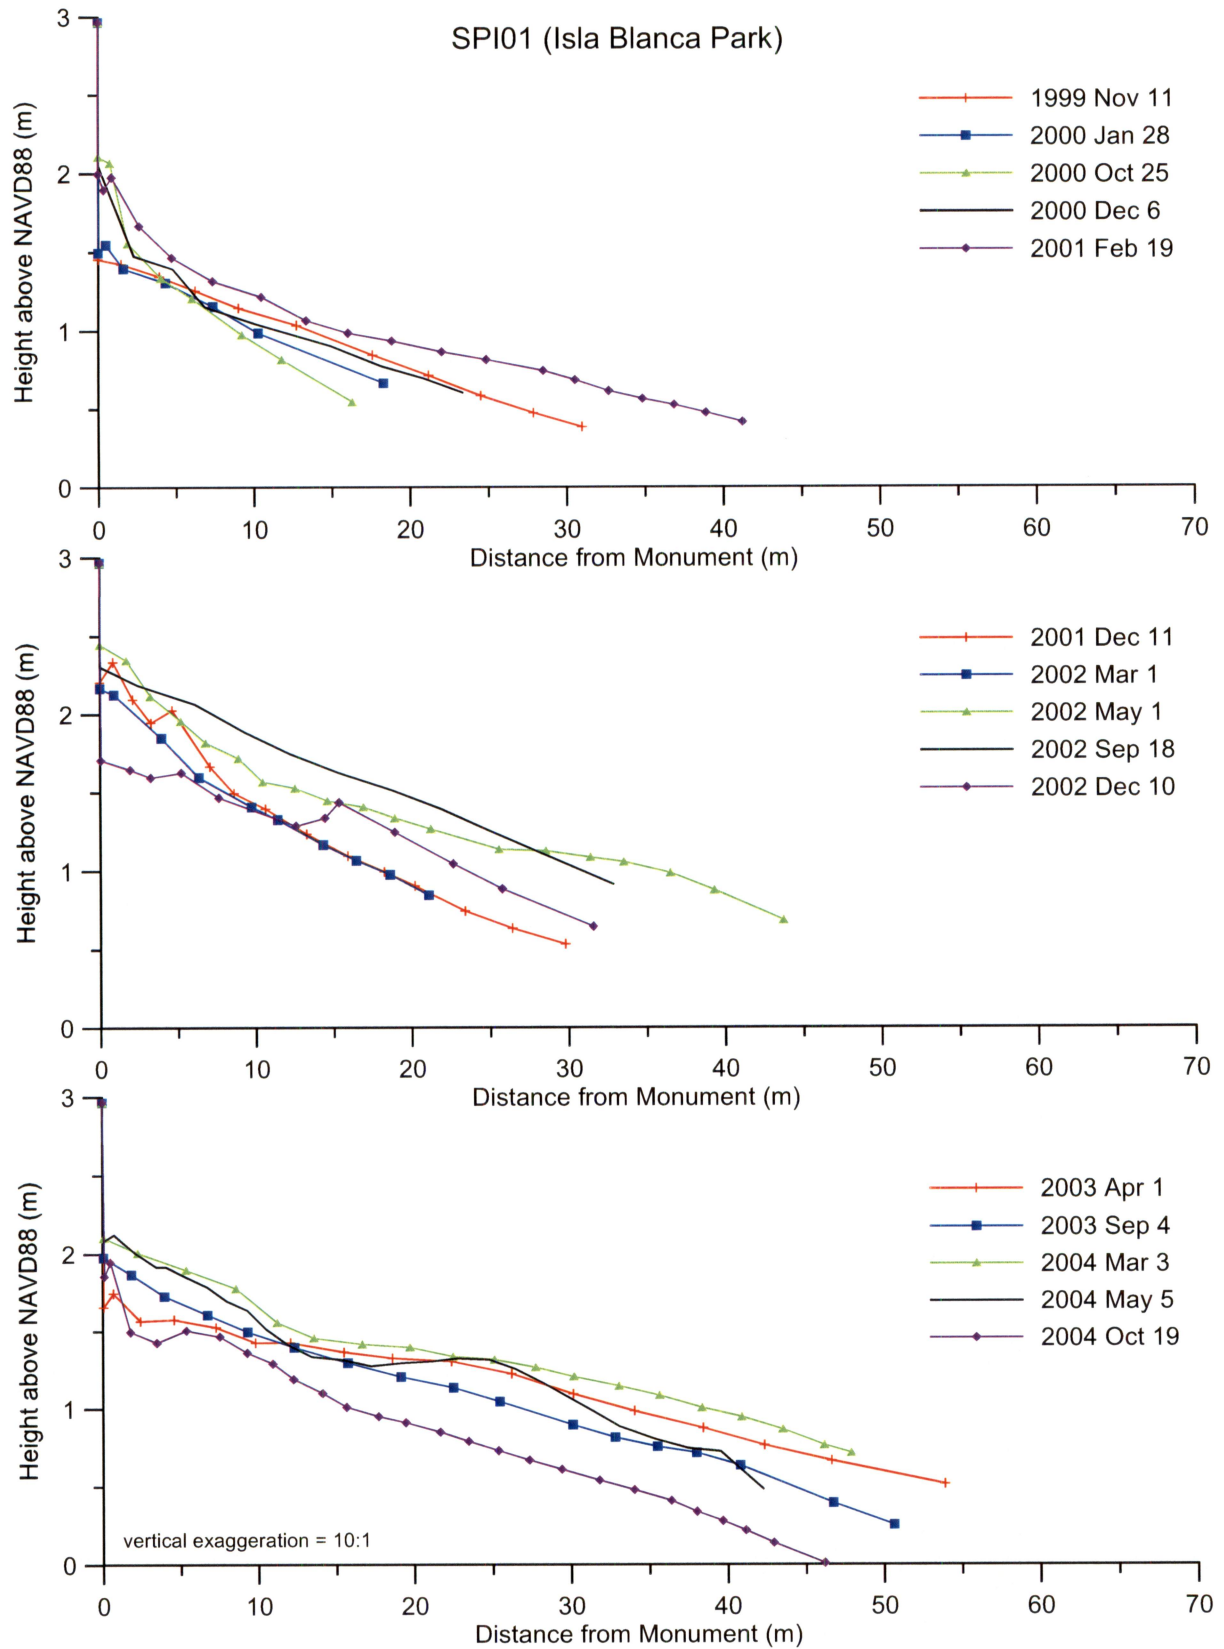 SPI01 (Isla Blanca Park)
3
2
1
0
Height above NAVD88 (m)
1999 Nov 11
2000 Jan 28
2000 Oct 25
2000 Dec 6
2001 Feb 19
0 10 20 30 40 50 60 70
Distance from Monument (m)
3
2
1
0
Height above NAVD88 (m)
2001 Dec 11
2002 Mar 1
2002 May 1
2002 Sep 18
2002 Dec 10
0 10 20 30 40 50 60 70
Distance from Monument (m)
3
2
1
0
Height above NAVD88 (m)
2003 Apr 1
2003 Sep 4
2004 Mar 3
2004 May 5
2004 Oct 19
vertical exaggeration = 10:1
0 10 20 30 40 50 60 70
Distance from Monument (m)